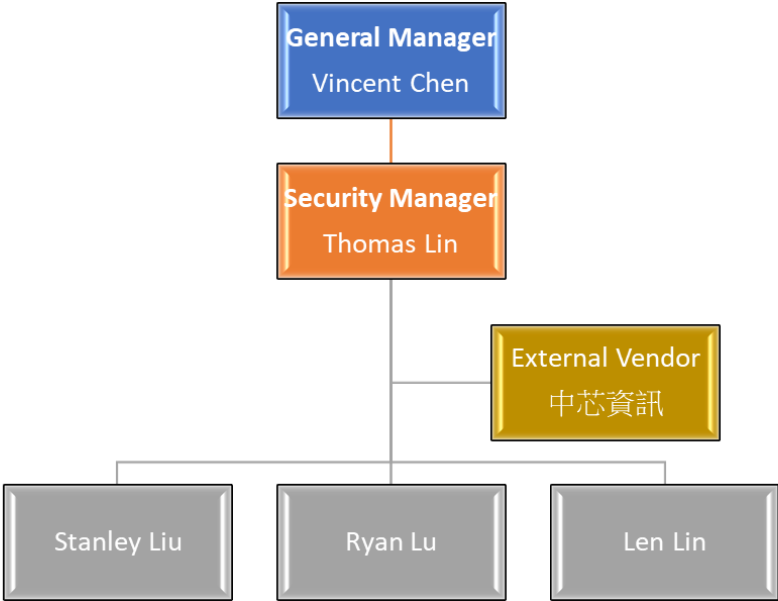 General Manager
Vincent Chen
Security Manager
Thomas Lin
External Vendor
中芯資訊
Stanley Liu
Ryan Lu
Len Lin